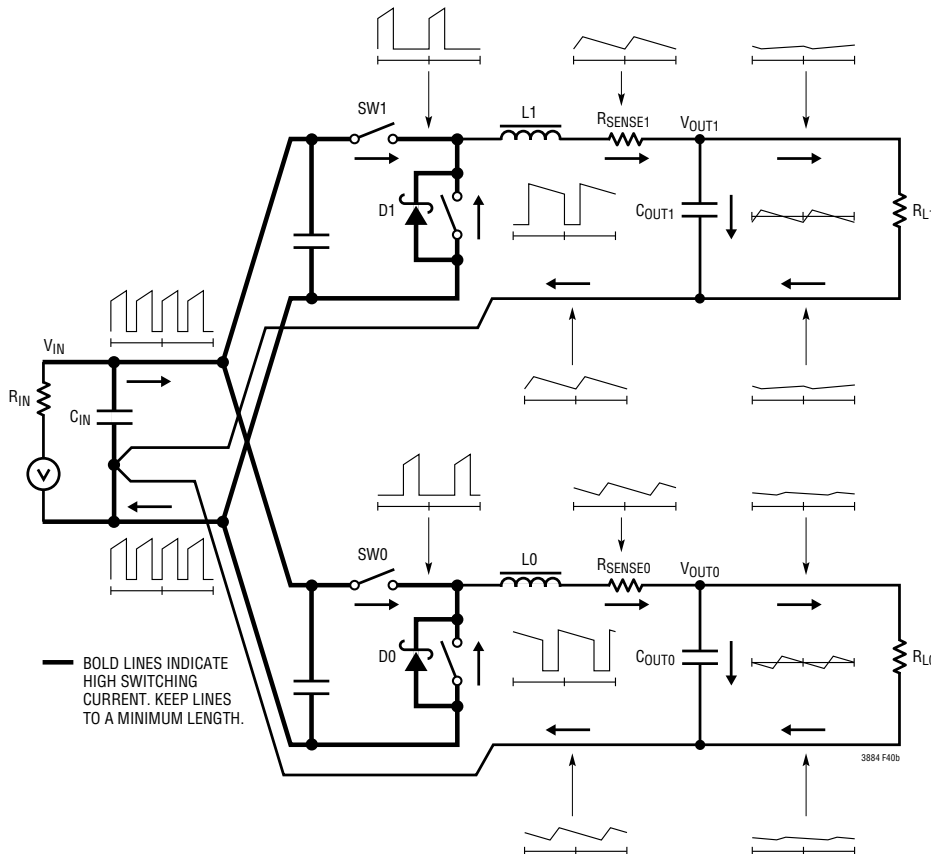 SW1
L1
RSENSE1
VOUT1
D1
COUT1
RL1
VIN
RIN
CIN
V
SW0
L0
RSENSE0
VOUT0
D0
COUT0
RL0
BOLD LINES INDICATE
HIGH SWITCHING
CURRENT. KEEP LINES
TO A MINIMUM LENGTH.
3884 F40b